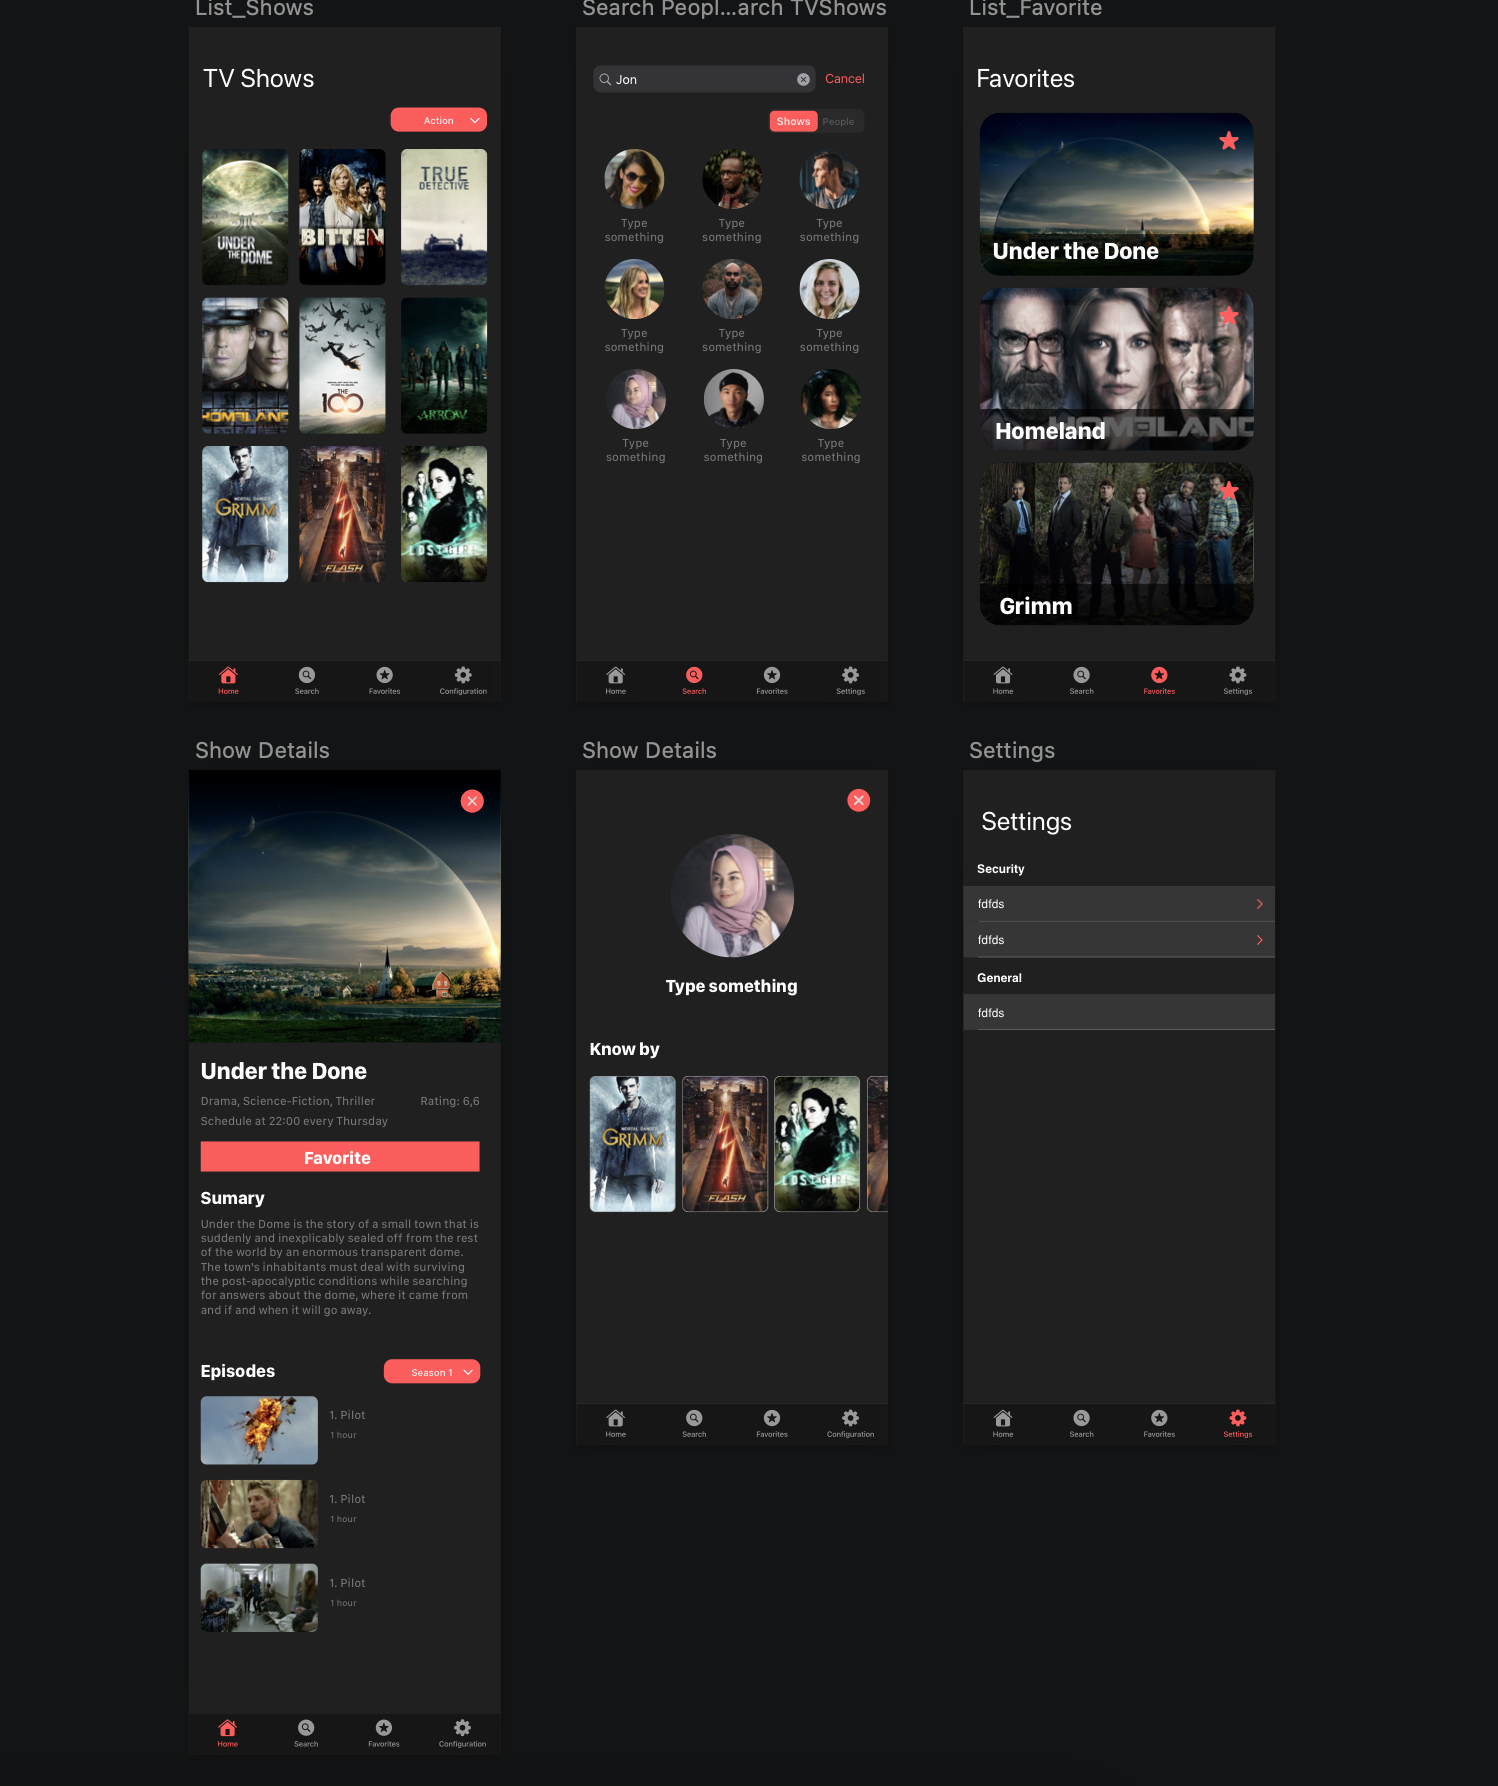 List_Shows
TV Shows
Action
UNDER
THE DOME
BITTEN
TRUE
DETECTIVE
HOMELAND
THE
100
ARROW
GRIMM
THE FLASH
LOST GIRL
Home
Search
Favorites
Configuration
Search Peopl...arch TVShows
Jon
Cancel
Shows People
Type
something
Type
something
Type
something
Type
something
Type
something
Type
something
Type
something
Type
something
Type
something
Home
Search
Favorites
Settings
List_Favorite
Favorites
Under the Done
HOMELAND
Homeland
Grimm
Home
Search
Favorites
Settings
Show Details
Under the Done
Drama, Science-Fiction, Thriller
Rating: 6,6
Schedule at 22:00 every Thursday
Favorite
Sumary
Under the Dome is the story of a small town that is
suddenly and inexplicably sealed off from the rest
of the world by an enormous transparent dome.
The town's inhabitants must deal with surviving
the post-apocalyptic conditions while searching
for answers about the dome, where it came from
and if and when it will go away.
Episodes
Season 1
1. Pilot
1 hour
1. Pilot
1 hour
1. Pilot
1 hour
Home
Search
Favorites
Configuration
Show Details
Type something
Know by
GRIMM
FLASH
LOST GIRL
Home
Search
Favorites
Configuration
Settings
Settings
Security
fdfds
fdfds
General
fdfds
Home
Search
Favorites
Settings